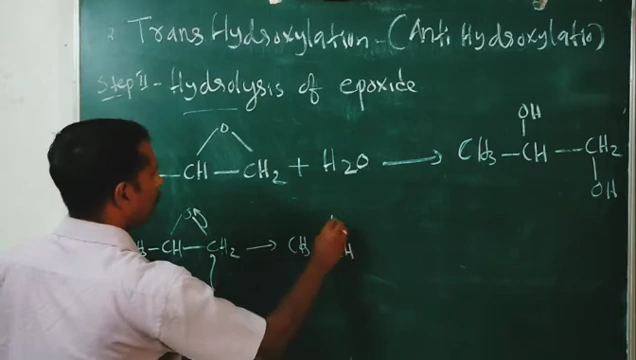 2. Trans Hydroxylation - (Anti Hydroxylatio)
Step II - Hydrolysis of epoxide
O
— CH — CH2 + H2O ⟶ CH3 — CH — CH2
OH
OH
O
— CH — CH2 ⟶ CH H